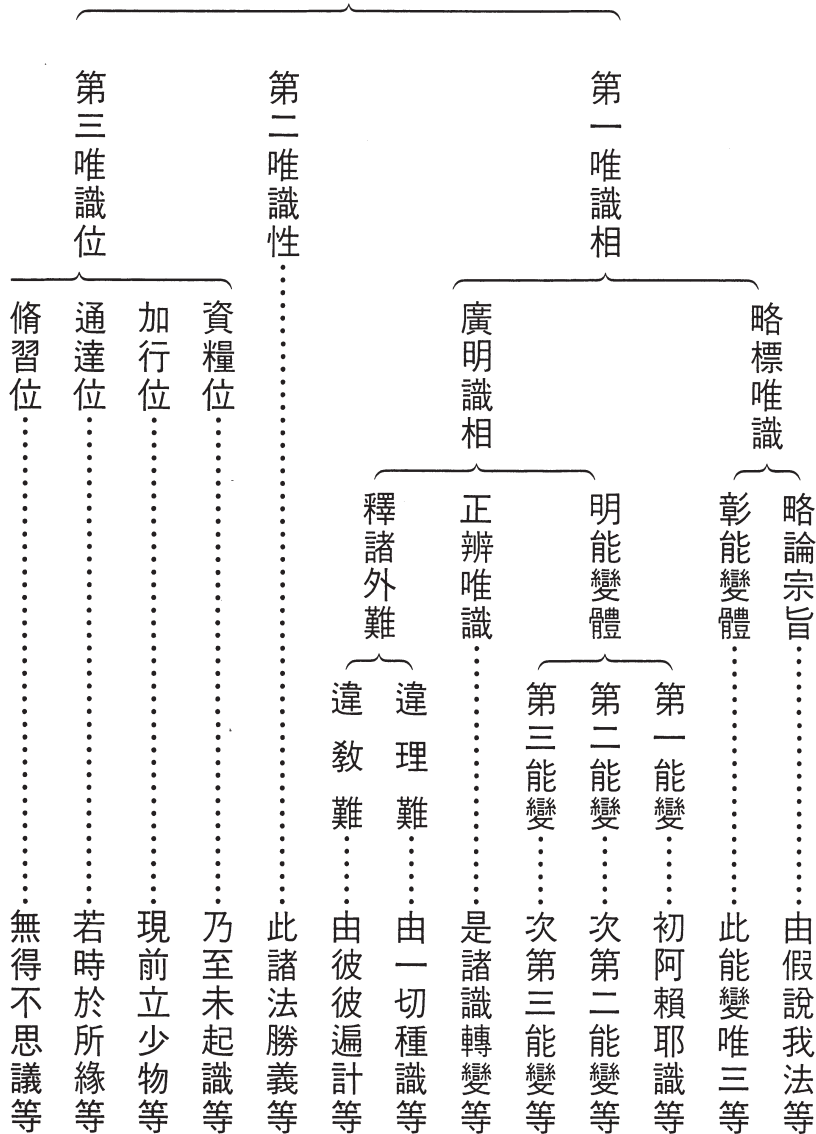 第一唯識相
略標唯識
略論宗旨……由假說我法等
彰能變體……此能變唯三等
廣明識相
明能變體
第一能變……初阿賴耶識等
第二能變……次第二能變等
第三能變……次第三能變等
正辨唯識……是諸識轉變等
釋諸外難
違理難……由一切種識等
違教難……由彼彼遍計等
第二唯識性……此諸法勝義等
第三唯識位
資糧位……乃至未起識等
加行位……現前立少物等
通達位……若時於所緣等
脩習位……無得不思議等